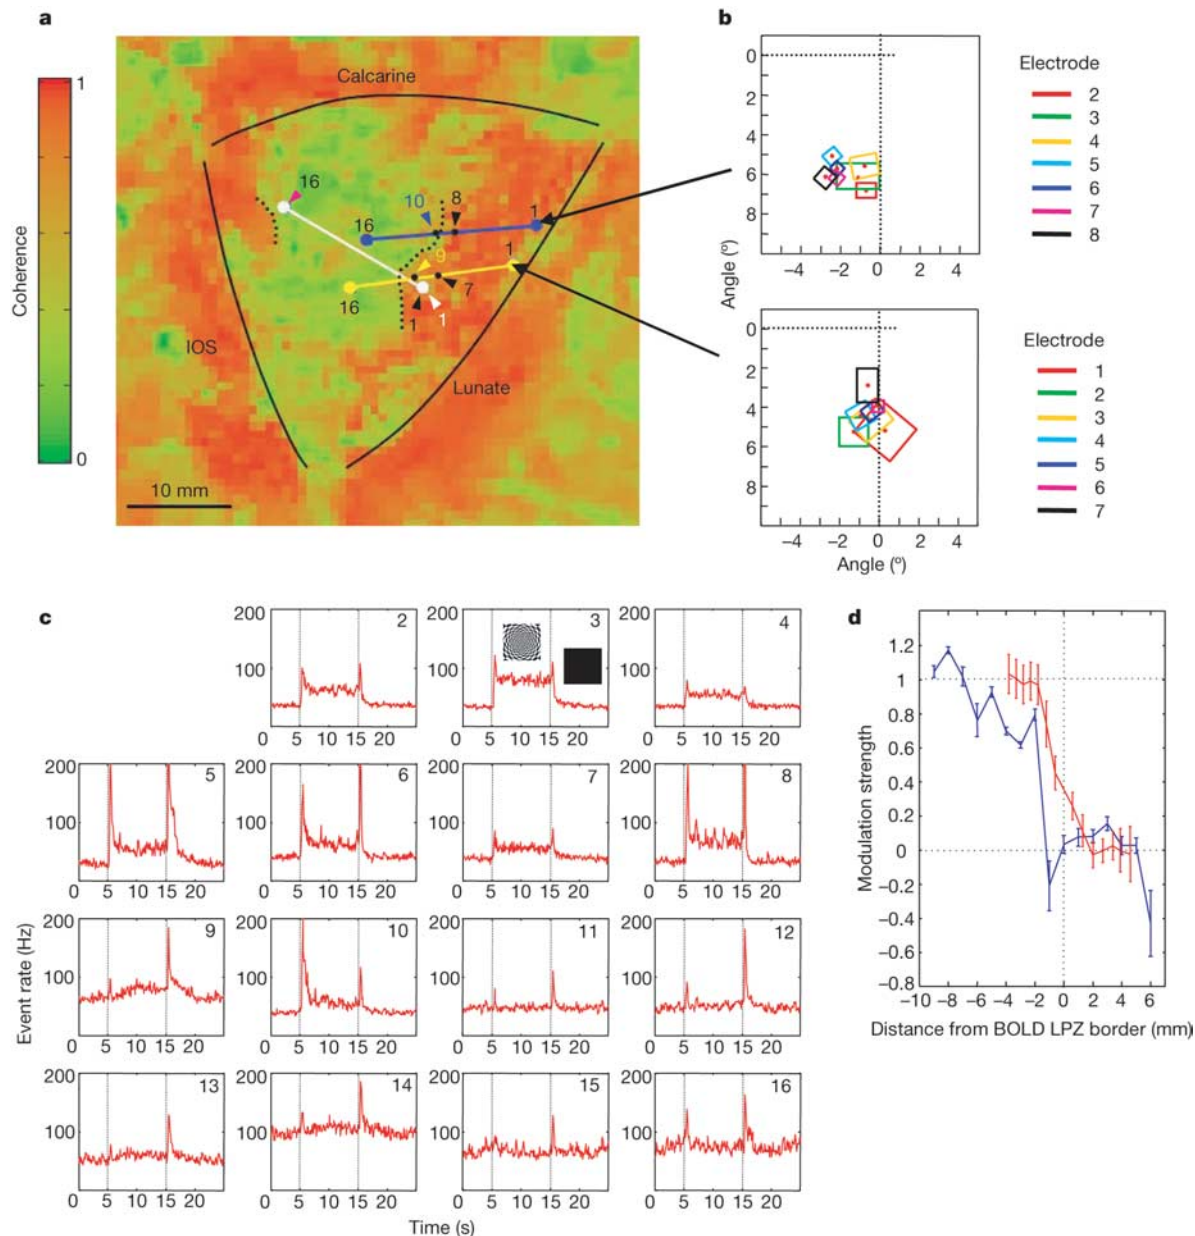 a
1
Coherence
0
Calcarine
16
10
8
1
16
9
1
7
16
1
1
IOS
Lunate
10 mm
b
0
2
4
6
8
Angle (º)
−4 −2 0 2 4
Electrode
2
3
4
5
6
7
8
0
2
4
6
8
−4 −2 0 2 4
Angle (º)
Electrode
1
2
3
4
5
6
7
c
200
100
0 5 10 15 20
2
200
100
0 5 10 15 20
3
200
100
0 5 10 15 20
4
200
100
0 5 10 15 20
5
200
100
0 5 10 15 20
6
200
100
0 5 10 15 20
7
200
100
0 5 10 15 20
8
200
100
0 5 10 15 20
9
200
100
0 5 10 15 20
10
200
100
0 5 10 15 20
11
200
100
0 5 10 15 20
12
200
100
0 5 10 15 20
13
200
100
0 5 10 15 20
14
200
100
0 5 10 15 20
15
200
100
0 5 10 15 20
16
Event rate (Hz)
Time (s)
d
1.2
1
0.8
0.6
0.4
0.2
0
−0.2
−0.4
−0.6
−0.8
Modulation strength
−10 −8 −6 −4 −2 0 2 4 6
Distance from BOLD LPZ border (mm)